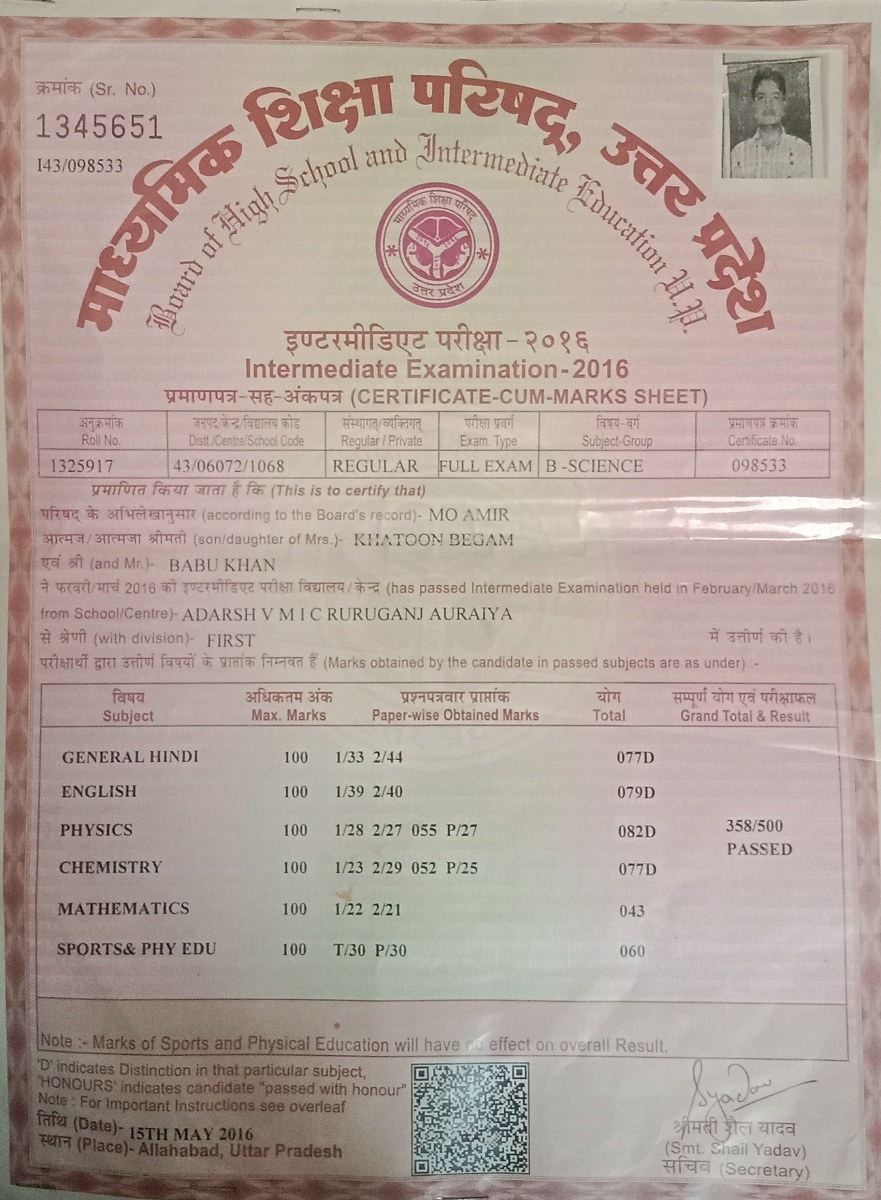 क्रमांक (Sr. No.)
1345651
I43/098533
माध्यमिक शिक्षा परिषद्, उत्तर प्रदेश
Board of High School and Intermediate Education U.P.
माध्यमिक शिक्षा परिषद्
उत्तर प्रदेश
इण्टरमीडिएट परीक्षा - २०१६
Intermediate Examination - 2016
प्रमाणपत्र-सह-अंकपत्र (CERTIFICATE-CUM-MARKS SHEET)
अनुक्रमांक जनपद/केन्द्र/विद्यालय कोड संस्थागत/व्यक्तिगत् परीक्षा प्रवर्ग विषय-वर्ग प्रमाणपत्र क्रमांक
Roll No. Distt./Centre/School Code Regular / Private Exam. Type Subject-Group Certificate No.
1325917 43/06072/1068 REGULAR FULL EXAM B -SCIENCE 098533
प्रमाणित किया जाता है कि (This is to certify that)
परिषद के अभिलेखानुसार (according to the Board's record)- MO AMIR
आत्मज/आत्मजा श्रीमती (son/daughter of Mrs.)- KHATOON BEGAM
एवं श्री (and Mr.)- BABU KHAN
ने फरवरी/मार्च 2016 की इण्टरमीडिएट परीक्षा विद्यालय/केन्द्र (has passed Intermediate Examination held in February/March 2016
from School/Centre)- ADARSH V M I C RURUGANJ AURAIYA
से श्रेणी (with division)- FIRST में उत्तीर्ण की है।
परीक्षार्थी द्वारा उत्तीर्ण विषयों के प्राप्तांक निम्नवत हैं (Marks obtained by the candidate in passed subjects are as under) :-
विषय अधिकतम अंक प्रश्नपत्रवार प्राप्तांक योग सम्पूर्ण योग एवं परीक्षाफल
Subject Max. Marks Paper-wise Obtained Marks Total Grand Total & Result
GENERAL HINDI 100 1/33 2/44 077D
ENGLISH 100 1/39 2/40 079D
PHYSICS 100 1/28 2/27 055 P/27 082D 358/500
PASSED
CHEMISTRY 100 1/23 2/29 052 P/25 077D
MATHEMATICS 100 1/22 2/21 043
SPORTS& PHY EDU 100 T/30 P/30 060
Note :- Marks of Sports and Physical Education will have no effect on overall Result.
'D' indicates Distinction in that particular subject,
'HONOURS' indicates candidate "passed with honour"
Note : For Important Instructions see overleaf
तिथि (Date)- 15TH MAY 2016
स्थान (Place)- Allahabad, Uttar Pradesh
Syadav
श्रीमती शैल यादव
(Smt. Shail Yadav)
सचिव (Secretary)